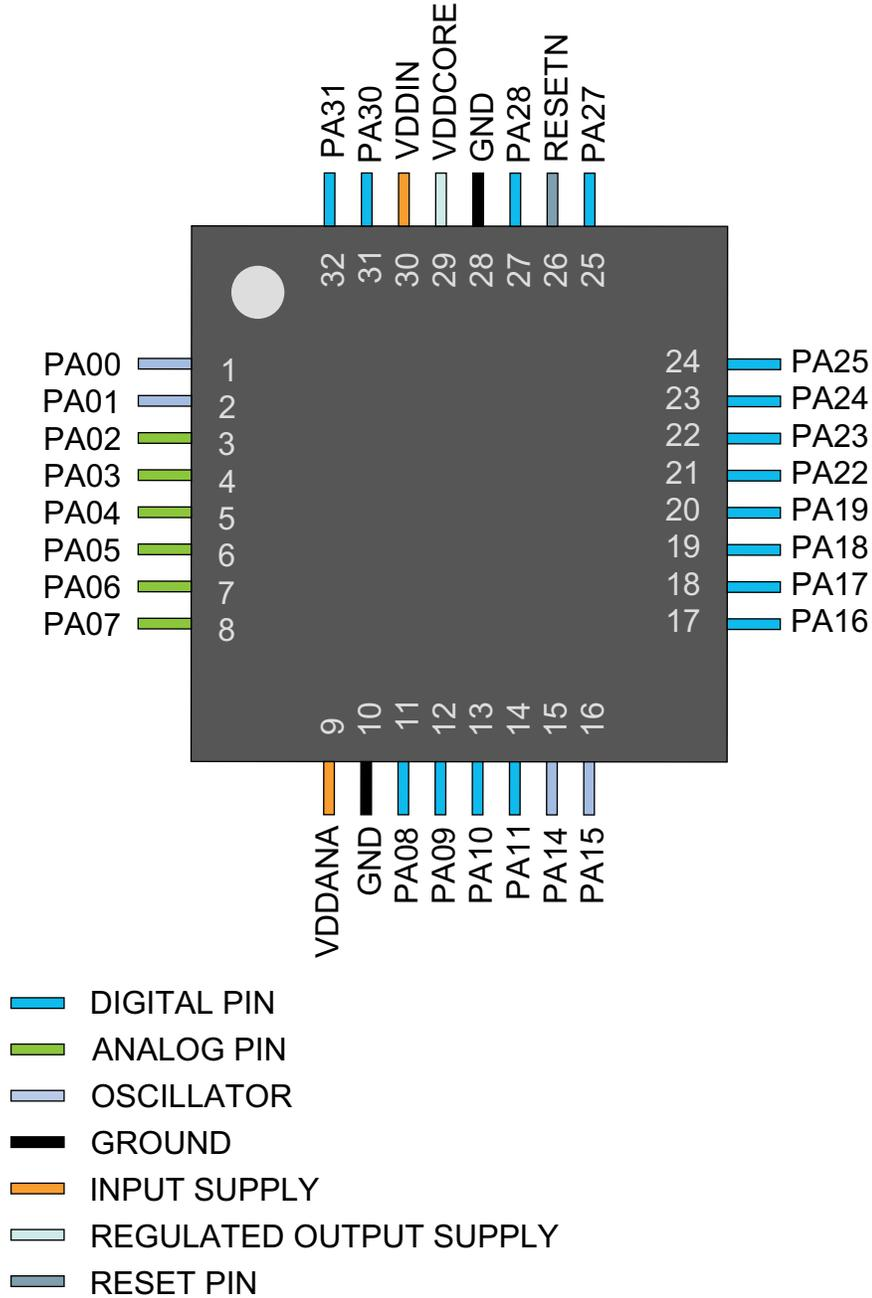 PA31
PA30
VDDIN
VDDCORE
GND
PA28
RESETN
PA27
32
31
30
29
28
27
26
25
PA00 1
PA01 2
PA02 3
PA03 4
PA04 5
PA05 6
PA06 7
PA07 8
24 PA25
23 PA24
22 PA23
21 PA22
20 PA19
19 PA18
18 PA17
17 PA16
9
10
11
12
13
14
15
16
VDDANA
GND
PA08
PA09
PA10
PA11
PA14
PA15
DIGITAL PIN
ANALOG PIN
OSCILLATOR
GROUND
INPUT SUPPLY
REGULATED OUTPUT SUPPLY
RESET PIN